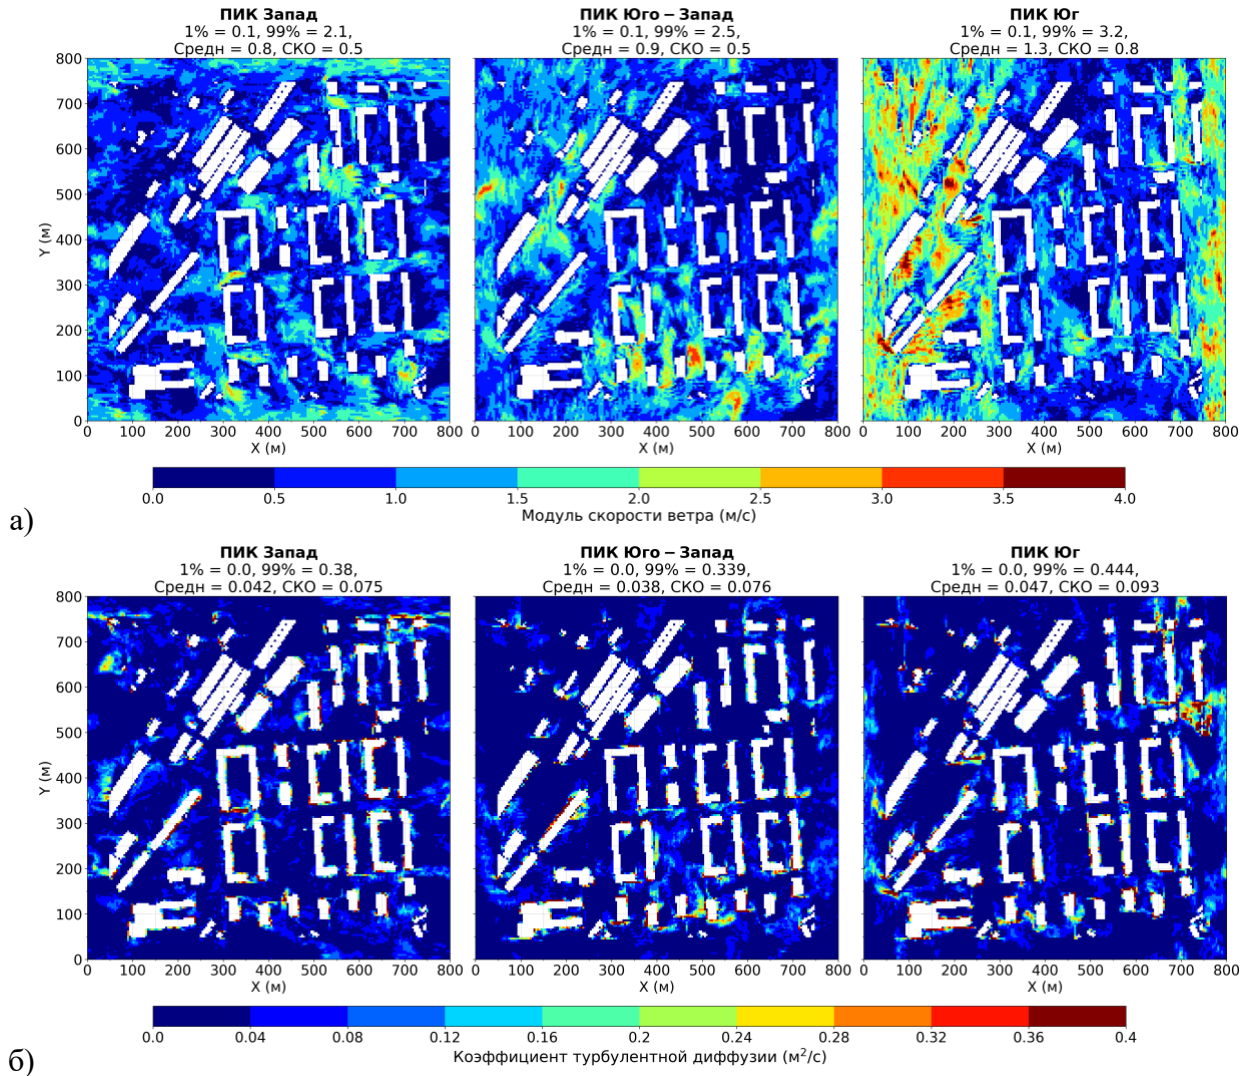 ПИК Запад
1% = 0.1, 99% = 2.1,
Средн = 0.8, СКО = 0.5
ПИК Юго – Запад
1% = 0.1, 99% = 2.5,
Средн = 0.9, СКО = 0.5
ПИК Юг
1% = 0.1, 99% = 3.2,
Средн = 1.3, СКО = 0.8
800
700
600
500
400
300
200
100
0
Y (м)
0 100 200 300 400 500 600 700 800
X (м)
0 100 200 300 400 500 600 700 800
X (м)
0 100 200 300 400 500 600 700 800
X (м)
0.0 0.5 1.0 1.5 2.0 2.5 3.0 3.5 4.0
Модуль скорости ветра (м/с)
а)
ПИК Запад
1% = 0.0, 99% = 0.38,
Средн = 0.042, СКО = 0.075
ПИК Юго – Запад
1% = 0.0, 99% = 0.339,
Средн = 0.038, СКО = 0.076
ПИК Юг
1% = 0.0, 99% = 0.444,
Средн = 0.047, СКО = 0.093
800
700
600
500
400
300
200
100
0
Y (м)
0 100 200 300 400 500 600 700 800
X (м)
0 100 200 300 400 500 600 700 800
X (м)
0 100 200 300 400 500 600 700 800
X (м)
0.0 0.04 0.08 0.12 0.16 0.2 0.24 0.28 0.32 0.36 0.4
Коэффициент турбулентной диффузии (м²/с)
б)